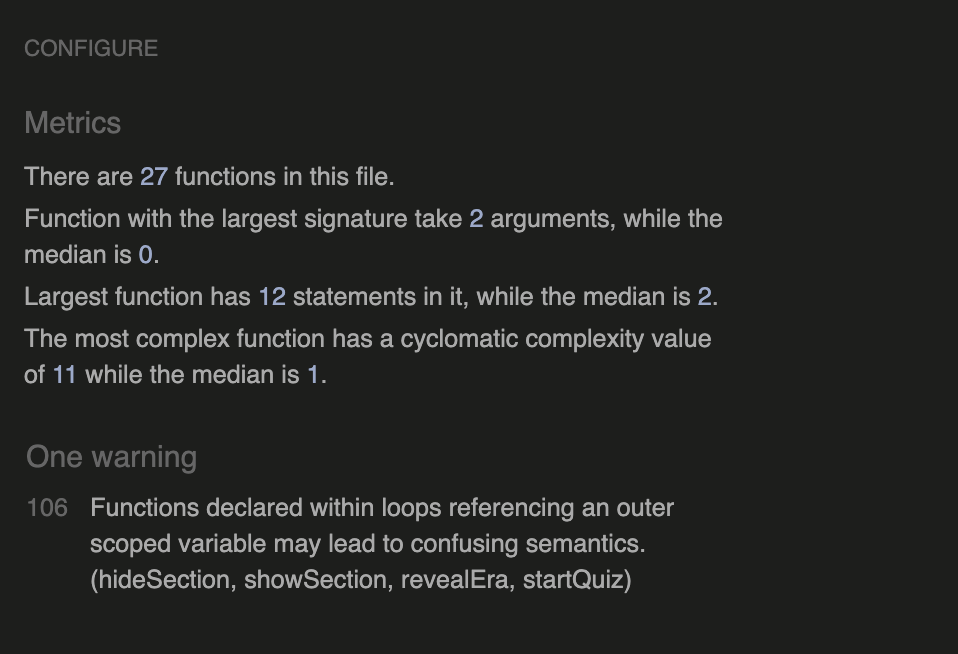 CONFIGURE
Metrics
There are 27 functions in this file.
Function with the largest signature take 2 arguments, while the
median is 0.
Largest function has 12 statements in it, while the median is 2.
The most complex function has a cyclomatic complexity value
of 11 while the median is 1.
One warning
106 Functions declared within loops referencing an outer
scoped variable may lead to confusing semantics.
(hideSection, showSection, revealEra, startQuiz)